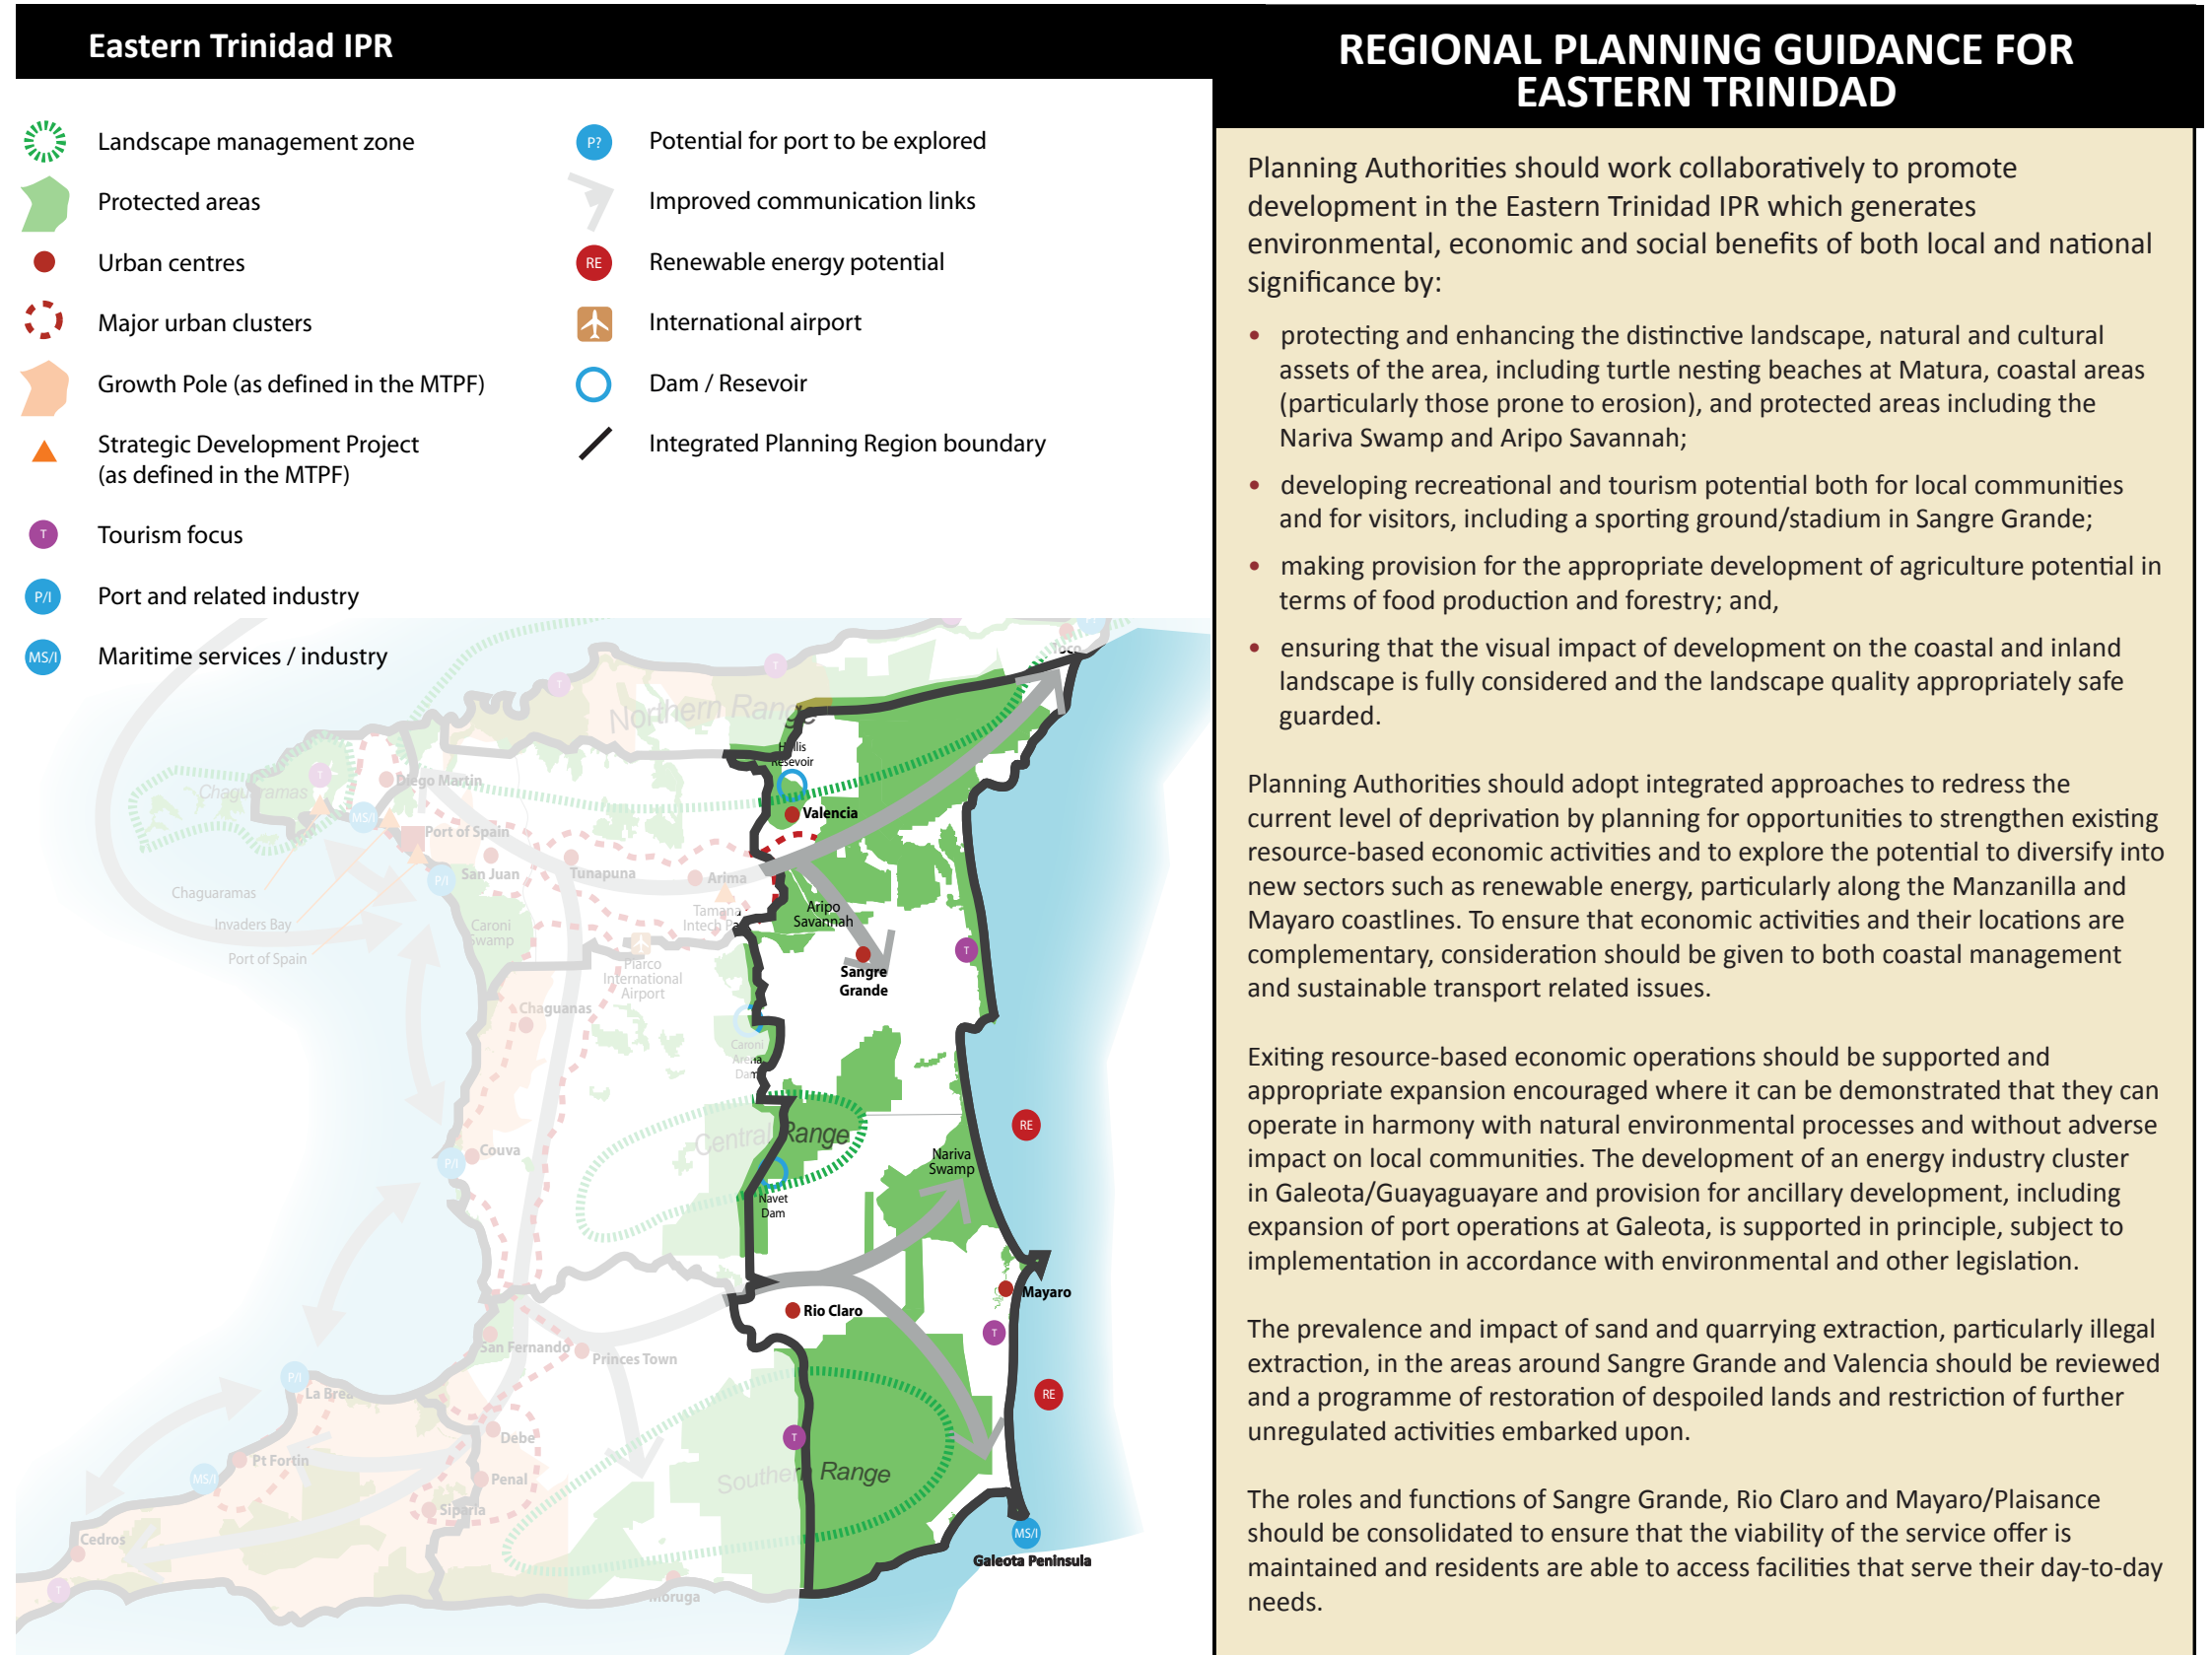 Eastern Trinidad IPR
Landscape management zone
Protected areas
Urban centres
Major urban clusters
Growth Pole (as defined in the MTPF)
Strategic Development Project
(as defined in the MTPF)
Tourism focus
Port and related industry
Maritime services / industry
T
P/I
MS/I
P?
Potential for port to be explored
Improved communication links
RE
Renewable energy potential
International airport
Dam / Resevoir
Integrated Planning Region boundary
Toco
T
T
Northern Range
Hollis
Resevoir
T
Diego Martin
Chaguaramas
MS/I
Valencia
Port of Spain
San Juan
Tunapuna
Arima
P/I
Chaguaramas
Invaders Bay
Port of Spain
Caroni
Swamp
Tamana
Intech Pa
Aripo
Savannah
T
Piarco
International
Airport
Sangre
Grande
Chaguanas
Caroni
Arena
Dam
RE
Central Range
Couva
P/I
Nariva
Swamp
Navet
Dam
Mayaro
Rio Claro
T
San Fernando
Princes Town
P/I
La Brea
RE
Debe
T
Pt Fortin
MS/I
Penal
Southern Range
Siparia
Cedros
MS/I
Galeota Peninsula
T
Moruga
REGIONAL PLANNING GUIDANCE FOR
EASTERN TRINIDAD
Planning Authorities should work collaboratively to promote
development in the Eastern Trinidad IPR which generates
environmental, economic and social benefits of both local and national
significance by:
• protecting and enhancing the distinctive landscape, natural and cultural
assets of the area, including turtle nesting beaches at Matura, coastal areas
(particularly those prone to erosion), and protected areas including the
Nariva Swamp and Aripo Savannah;
• developing recreational and tourism potential both for local communities
and for visitors, including a sporting ground/stadium in Sangre Grande;
• making provision for the appropriate development of agriculture potential in
terms of food production and forestry; and,
• ensuring that the visual impact of development on the coastal and inland
landscape is fully considered and the landscape quality appropriately safe
guarded.
Planning Authorities should adopt integrated approaches to redress the
current level of deprivation by planning for opportunities to strengthen existing
resource-based economic activities and to explore the potential to diversify into
new sectors such as renewable energy, particularly along the Manzanilla and
Mayaro coastlines. To ensure that economic activities and their locations are
complementary, consideration should be given to both coastal management
and sustainable transport related issues.
Exiting resource-based economic operations should be supported and
appropriate expansion encouraged where it can be demonstrated that they can
operate in harmony with natural environmental processes and without adverse
impact on local communities. The development of an energy industry cluster
in Galeota/Guayaguayare and provision for ancillary development, including
expansion of port operations at Galeota, is supported in principle, subject to
implementation in accordance with environmental and other legislation.
The prevalence and impact of sand and quarrying extraction, particularly illegal
extraction, in the areas around Sangre Grande and Valencia should be reviewed
and a programme of restoration of despoiled lands and restriction of further
unregulated activities embarked upon.
The roles and functions of Sangre Grande, Rio Claro and Mayaro/Plaisance
should be consolidated to ensure that the viability of the service offer is
maintained and residents are able to access facilities that serve their day-to-day
needs.